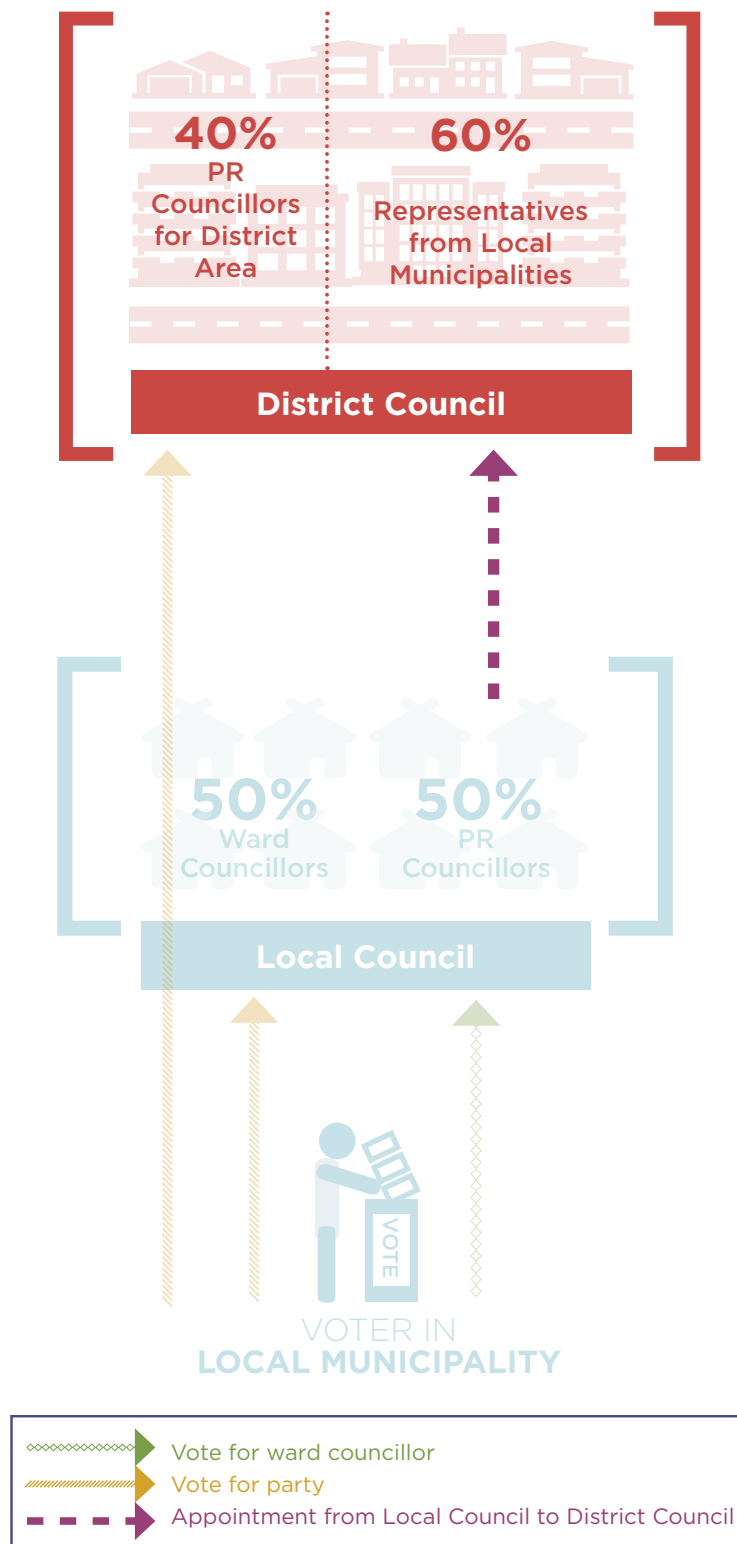 40%
PR
Councillors
for District
Area
60%
Representatives
from Local
Municipalities
District Council
50%
Ward
Councillors
50%
PR
Councillors
Local Council
VOTE
VOTER IN
LOCAL MUNICIPALITY
Vote for ward councillor
Vote for party
Appointment from Local Council to District Council